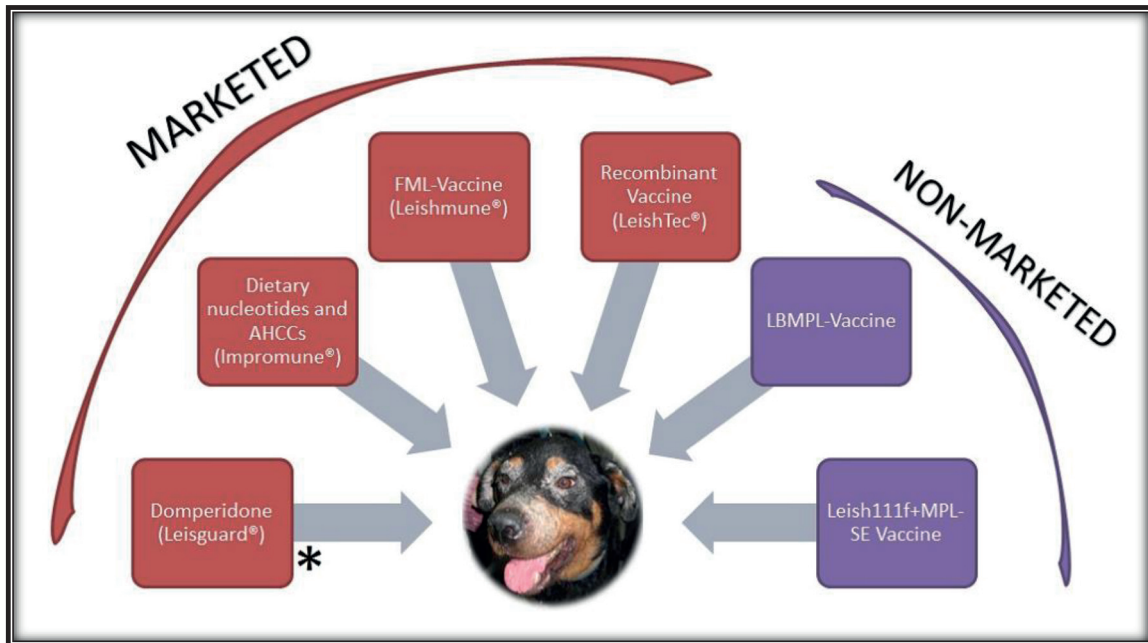 MARKETED
NON-MARKETED
FML-Vaccine
(Leishmune®)
Recombinant
Vaccine
(LeishTec®)
Dietary
nucleotides and
AHCCs
(Impromune®)
LBMPL-Vaccine
Domperidone
(Leisguard®)
*
Leish111f+MPL-
SE Vaccine